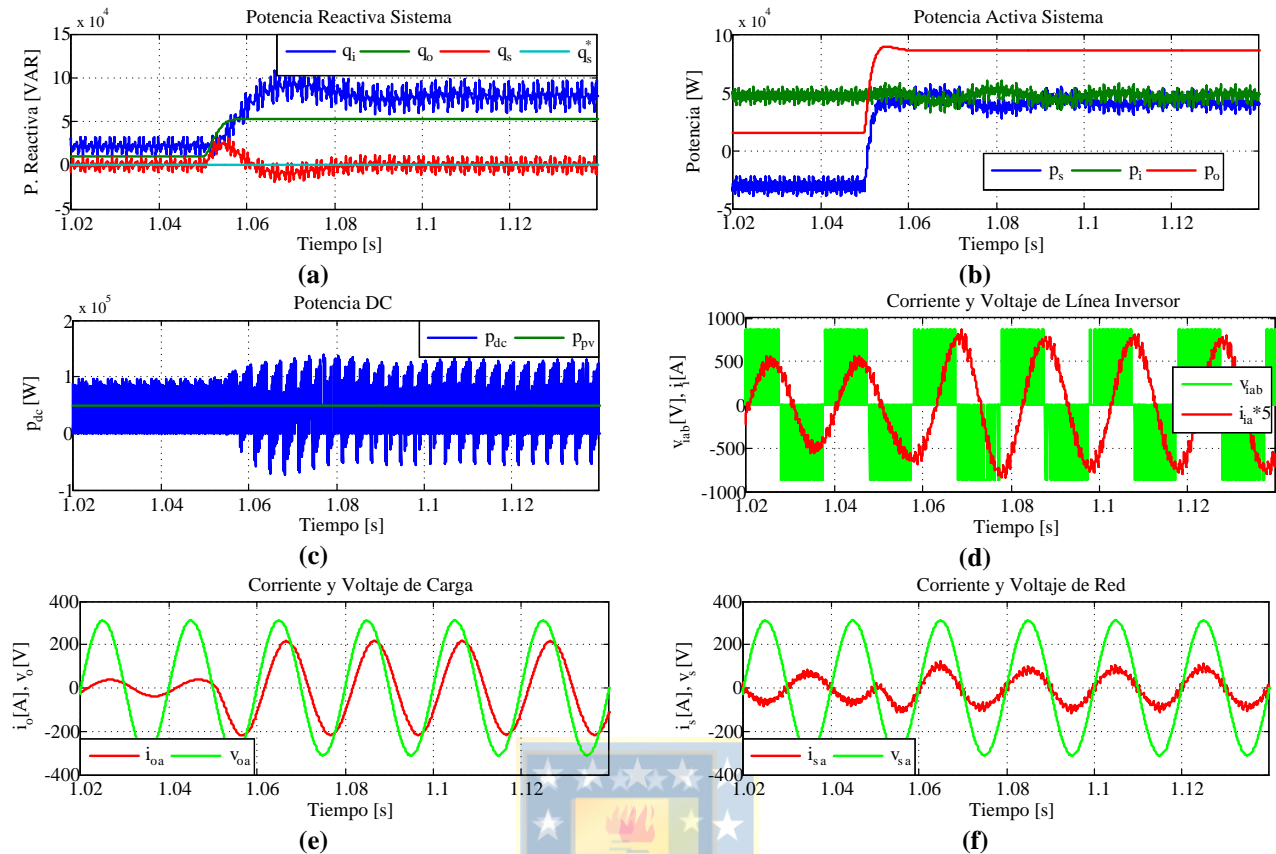 Potencia Reactiva Sistema
x 10^4
q_i q_o q_s q_s^*
P. Reactiva [VAR]
15
10
5
0
-5
1.02 1.04 1.06 1.08 1.1 1.12
Tiempo [s]
(a)
Potencia Activa Sistema
x 10^4
Potencia [W]
10
5
0
-5
p_s p_i p_o
1.02 1.04 1.06 1.08 1.1 1.12
Tiempo [s]
(b)
Potencia DC
x 10^5
p_dc p_pv
p_dc [W]
2
1
0
-1
1.02 1.04 1.06 1.08 1.1 1.12
Tiempo [s]
(c)
Corriente y Voltaje de Línea Inversor
v_iab[V], i_i[A]
1000
500
0
-500
-1000
v_iab
i_ia*5
1.02 1.04 1.06 1.08 1.1 1.12
Tiempo [s]
(d)
Corriente y Voltaje de Carga
i_o[A], v_o[V]
400
200
0
-200
-400
i_oa v_oa
1.02 1.04 1.06 1.08 1.1 1.12
Tiempo [s]
(e)
Corriente y Voltaje de Red
i_s[A], v_s[V]
400
200
0
-200
-400
i_sa v_sa
1.02 1.04 1.06 1.08 1.1 1.12
Tiempo [s]
(f)